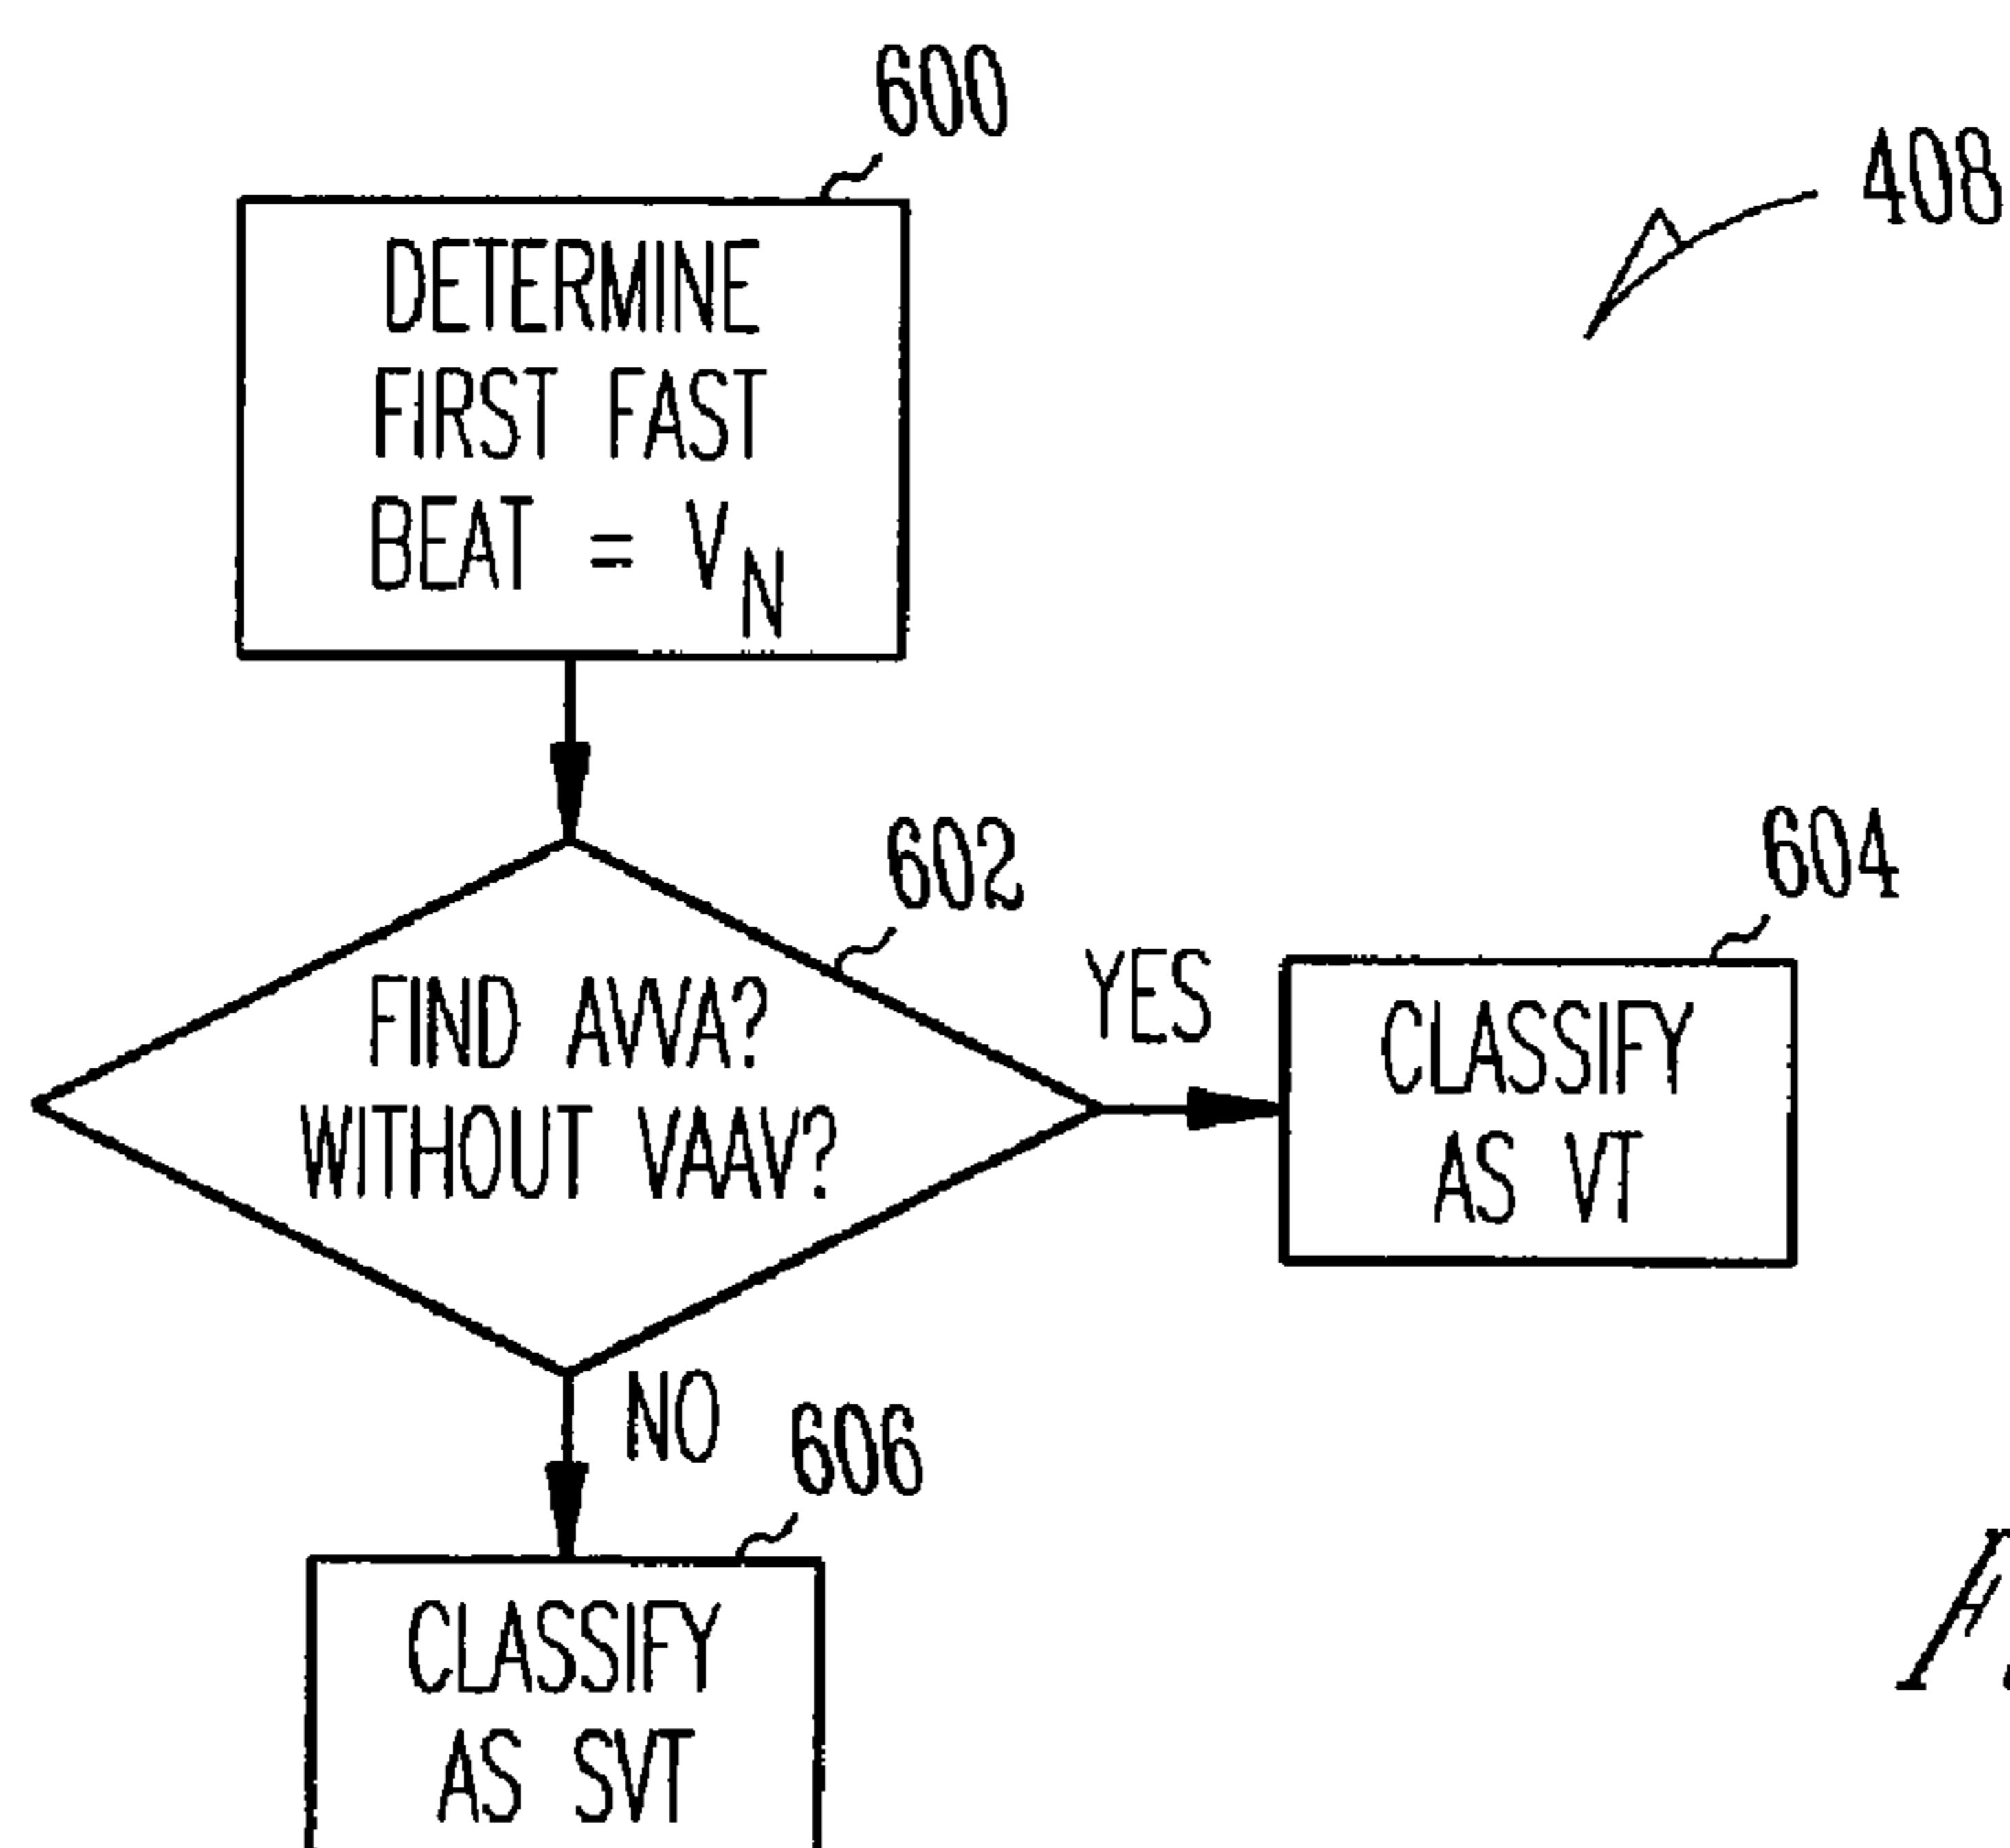 600
408
DETERMINE
FIRST FAST
BEAT = VN
602
604
FIND AVVA?
WITHOUT VAAV?
YES
CLASSIFY
AS VT
NO
606
CLASSIFY
AS SVT